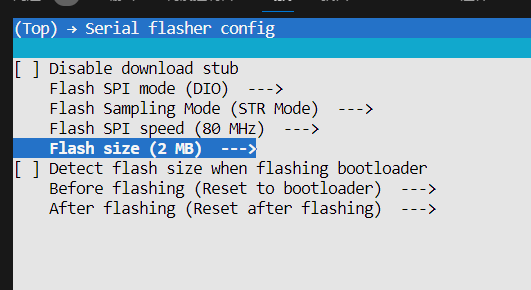 (Top) → Serial flasher config
[ ] Disable download stub
Flash SPI mode (DIO)  --->
Flash Sampling Mode (STR Mode)  --->
Flash SPI speed (80 MHz)  --->
Flash size (2 MB)  --->
[ ] Detect flash size when flashing bootloader
Before flashing (Reset to bootloader)  --->
After flashing (Reset after flashing)  --->